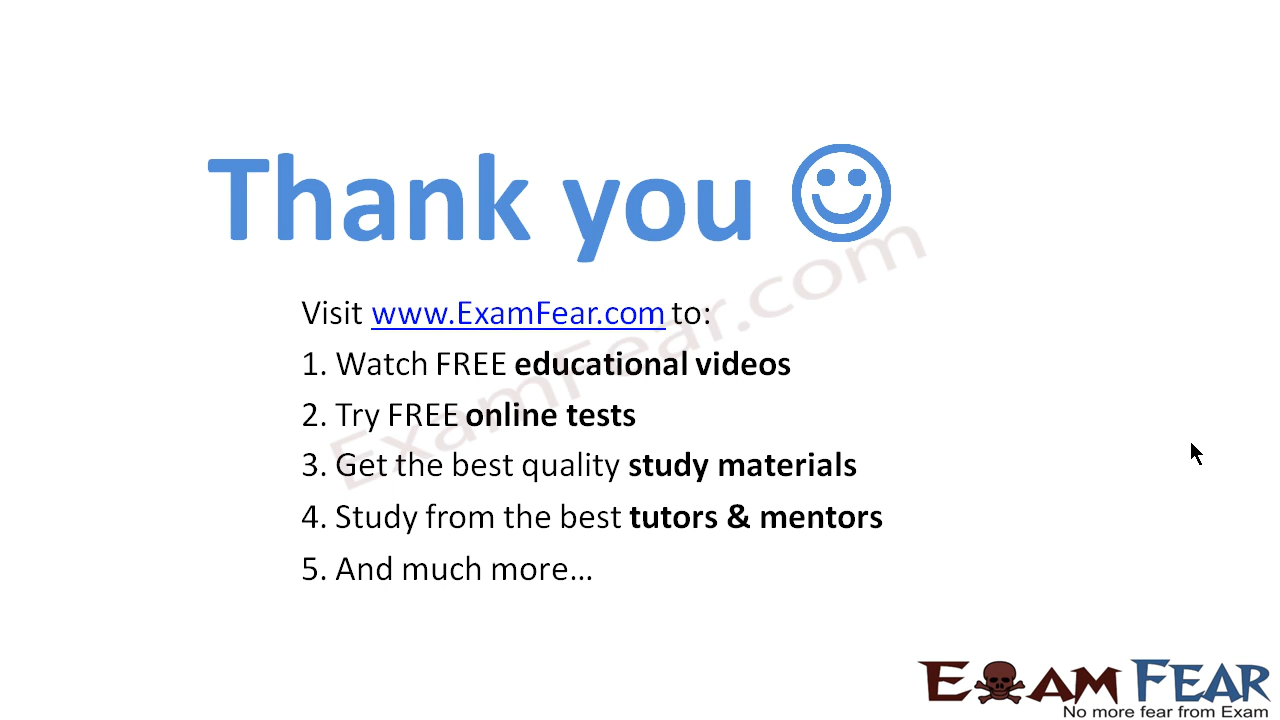 Thank you
Visit www.ExamFear.com to:
1. Watch FREE educational videos
2. Try FREE online tests
3. Get the best quality study materials
4. Study from the best tutors & mentors
5. And much more...
ExamFear.com
EXAM FEAR
No more fear from Exam